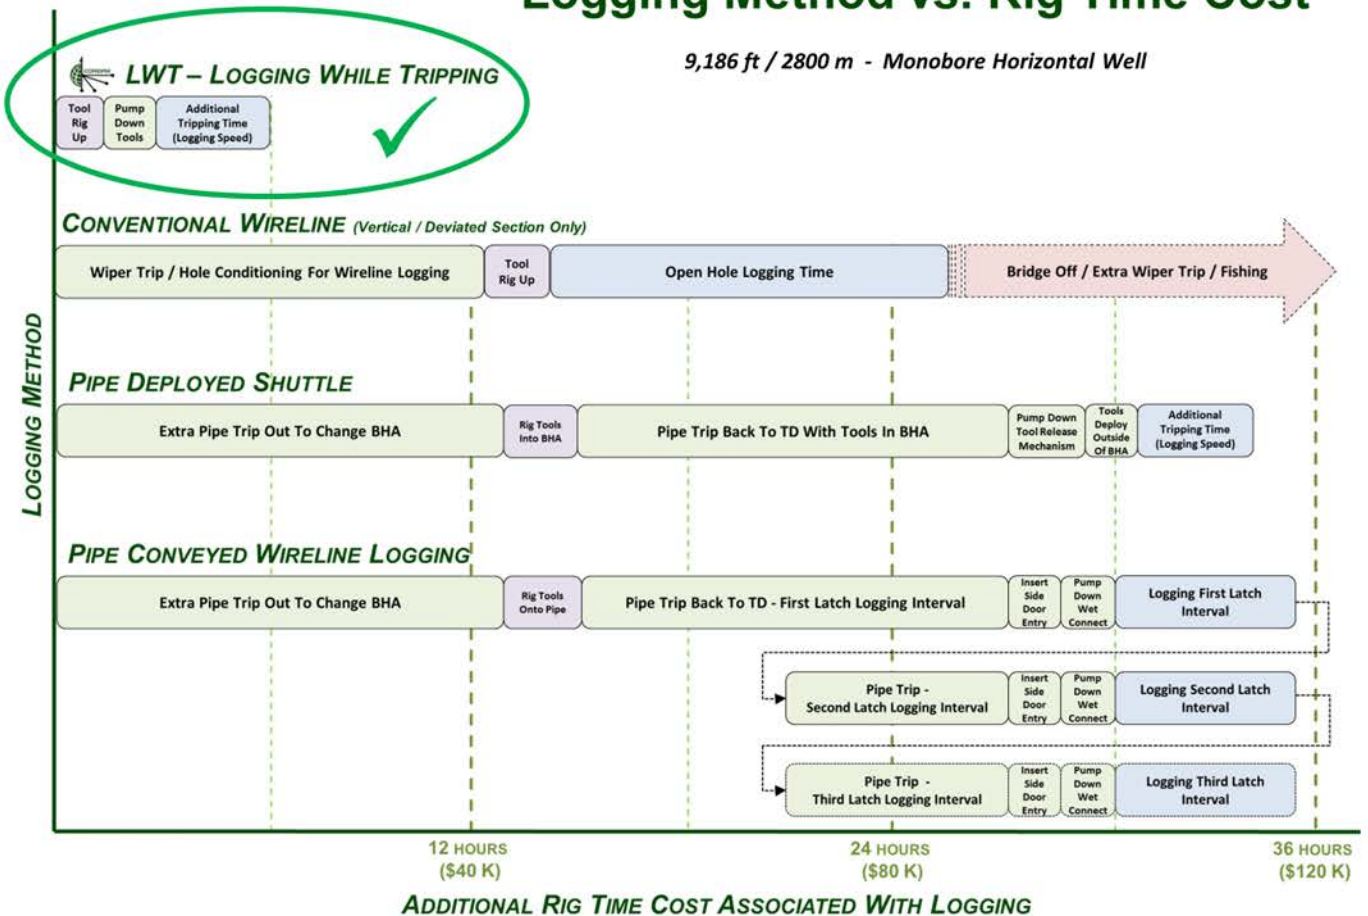 Logging Method vs. Rig Time Cost
9,186 ft / 2800 m - Monobore Horizontal Well
LWT – LOGGING WHILE TRIPPING
Tool
Rig
Up
Pump
Down
Tools
Additional
Tripping Time
(Logging Speed)
CONVENTIONAL WIRELINE (Vertical / Deviated Section Only)
Wiper Trip / Hole Conditioning For Wireline Logging
Tool
Rig Up
Open Hole Logging Time
Bridge Off / Extra Wiper Trip / Fishing
LOGGING METHOD
PIPE DEPLOYED SHUTTLE
Extra Pipe Trip Out To Change BHA
Rig Tools
Into BHA
Pipe Trip Back To TD With Tools In BHA
Pump Down
Tool Release
Mechanism
Tools
Deploy
Outside
Of BHA
Additional
Tripping Time
(Logging Speed)
PIPE CONVEYED WIRELINE LOGGING
Extra Pipe Trip Out To Change BHA
Rig Tools
Onto Pipe
Pipe Trip Back To TD - First Latch Logging Interval
Insert
Side
Door
Entry
Pump
Down
Wet
Connect
Logging First Latch
Interval
Pipe Trip -
Second Latch Logging Interval
Insert
Side
Door
Entry
Pump
Down
Wet
Connect
Logging Second Latch
Interval
Pipe Trip -
Third Latch Logging Interval
Insert
Side
Door
Entry
Pump
Down
Wet
Connect
Logging Third Latch
Interval
12 HOURS
($40 K)
24 HOURS
($80 K)
36 HOURS
($120 K)
ADDITIONAL RIG TIME COST ASSOCIATED WITH LOGGING